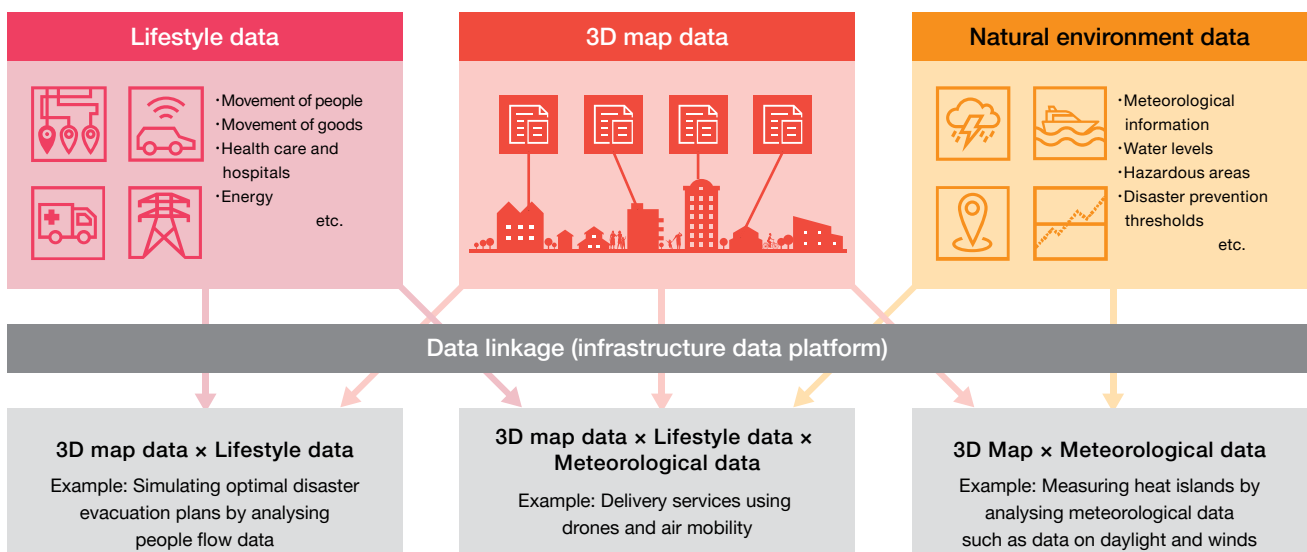 Lifestyle data
・Movement of people
・Movement of goods
・Health care and
hospitals
・Energy
etc.
3D map data
Natural environment data
・Meteorological
information
・Water levels
・Hazardous areas
・Disaster prevention
thresholds
etc.
Data linkage (infrastructure data platform)
3D map data × Lifestyle data
Example: Simulating optimal disaster
evacuation plans by analysing
people flow data
3D map data × Lifestyle data ×
Meteorological data
Example: Delivery services using
drones and air mobility
3D Map × Meteorological data
Example: Measuring heat islands by
analysing meteorological data
such as data on daylight and winds